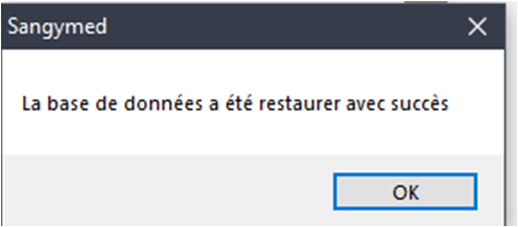 Sangymed
La base de données a été restaurer avec succès
OK